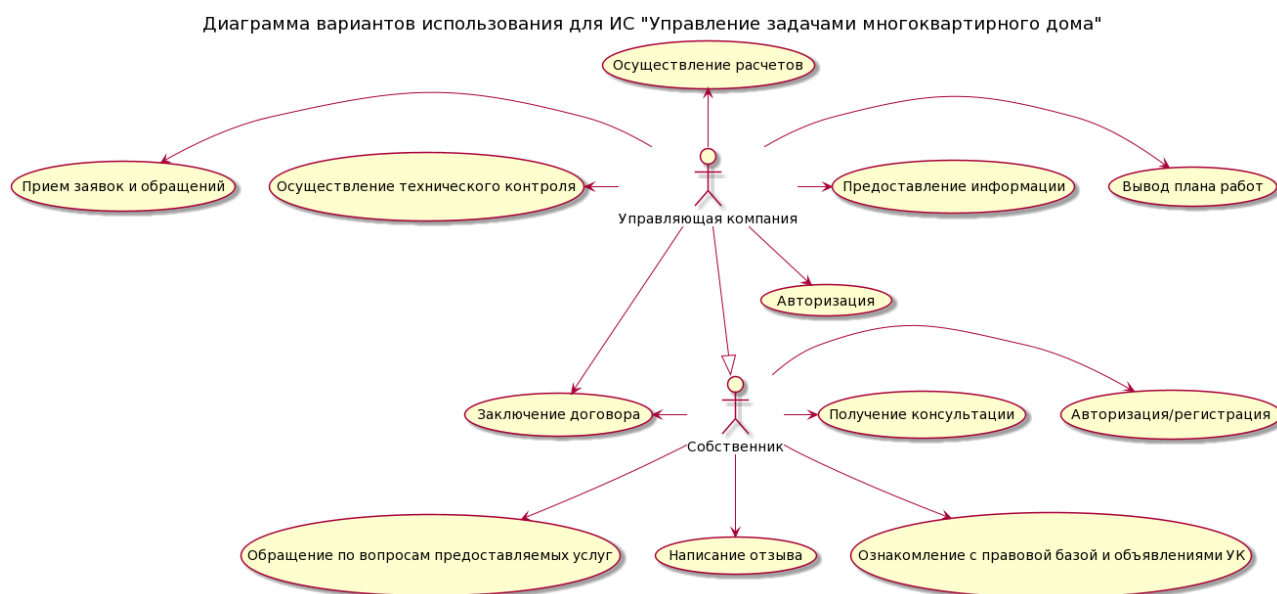 Диаграмма вариантов использования для ИС "Управление задачами многоквартирного дома"
Осуществление расчетов
Прием заявок и обращений
Осуществление технического контроля
Предоставление информации
Вывод плана работ
Управляющая компания
Авторизация
Заключение договора
Получение консультации
Авторизация/регистрация
Собственник
Обращение по вопросам предоставляемых услуг
Написание отзыва
Ознакомление с правовой базой и объявлениями УК